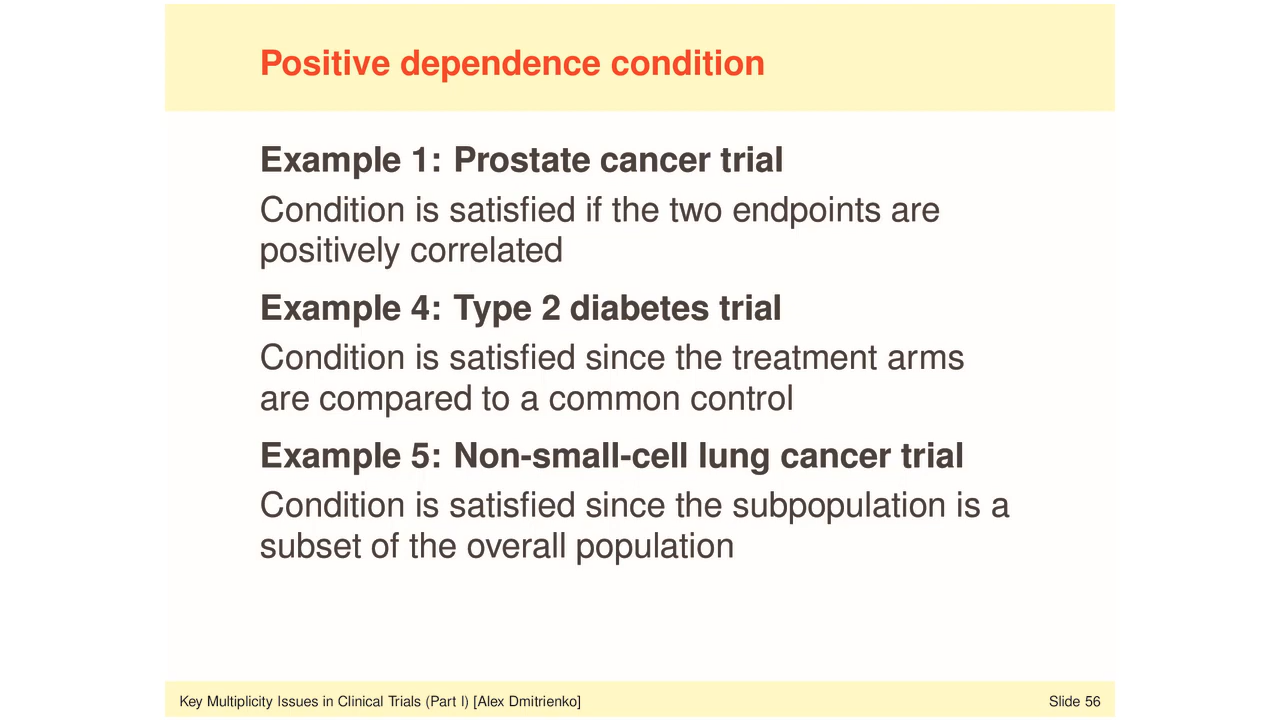 Positive dependence condition
Example 1: Prostate cancer trial
Condition is satisfied if the two endpoints are
positively correlated
Example 4: Type 2 diabetes trial
Condition is satisfied since the treatment arms
are compared to a common control
Example 5: Non-small-cell lung cancer trial
Condition is satisfied since the subpopulation is a
subset of the overall population
Key Multiplicity Issues in Clinical Trials (Part I) [Alex Dmitrienko]
Slide 56